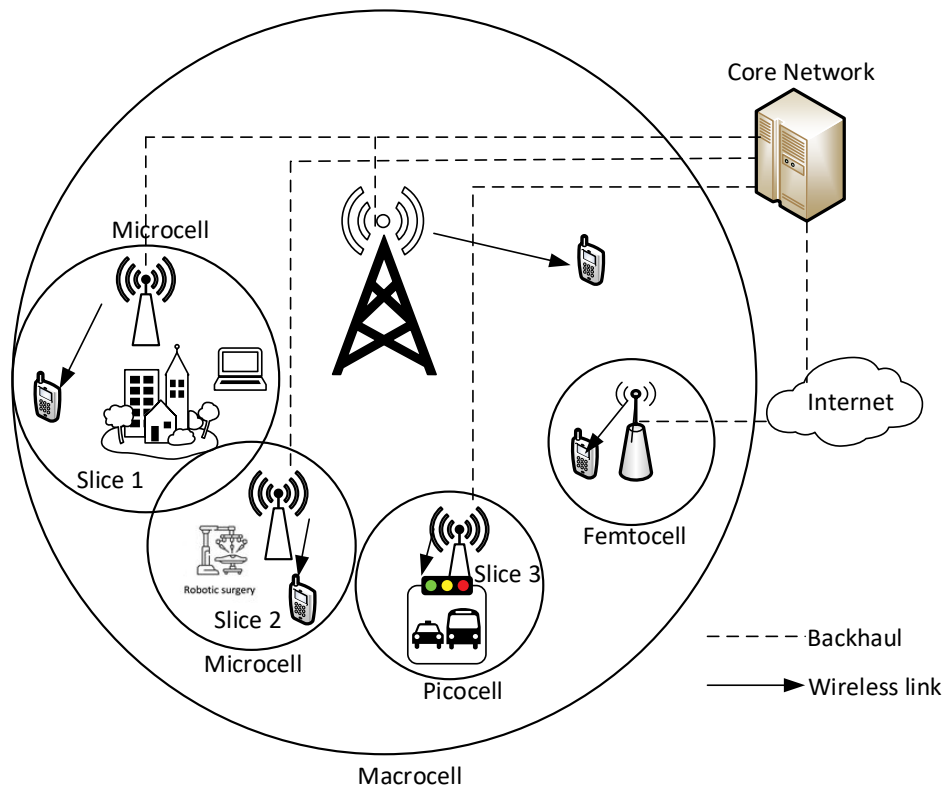 Core Network
Microcell
Internet
Slice 1
Femtocell
Slice 3
Robotic surgery
Slice 2
Microcell
Picocell
Backhaul
Wireless link
Macrocell